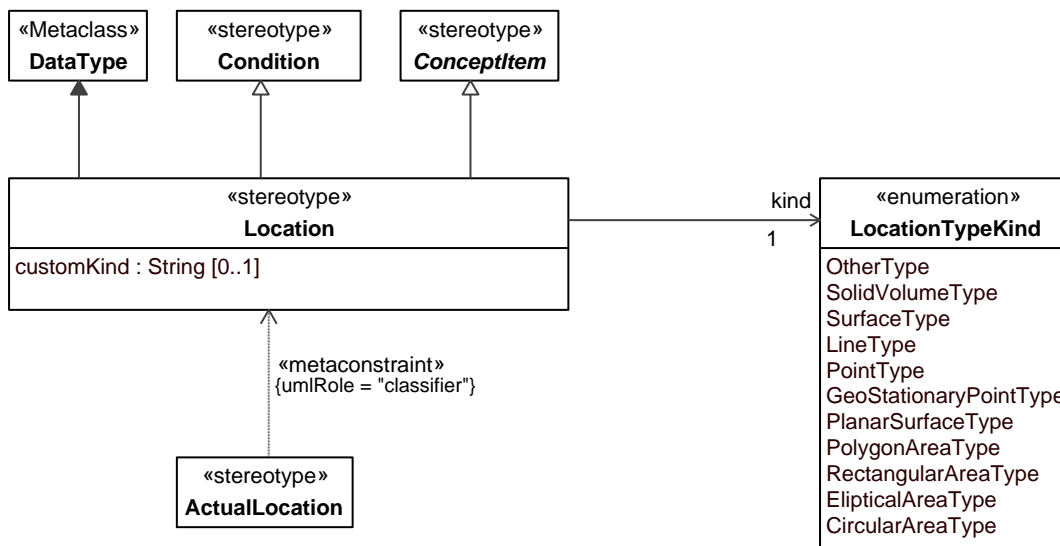 «Metaclass»
DataType
«stereotype»
Condition
«stereotype»
ConceptItem
«stereotype»
Location
customKind : String [0..1]
kind
1
«enumeration»
LocationTypeKind
OtherType
SolidVolumeType
SurfaceType
LineType
PointType
GeoStationaryPointType
PlanarSurfaceType
PolygonAreaType
RectangularAreaType
ElipticalAreaType
CircularAreaType
«metaconstraint»
{umlRole = "classifier"}
«stereotype»
ActualLocation